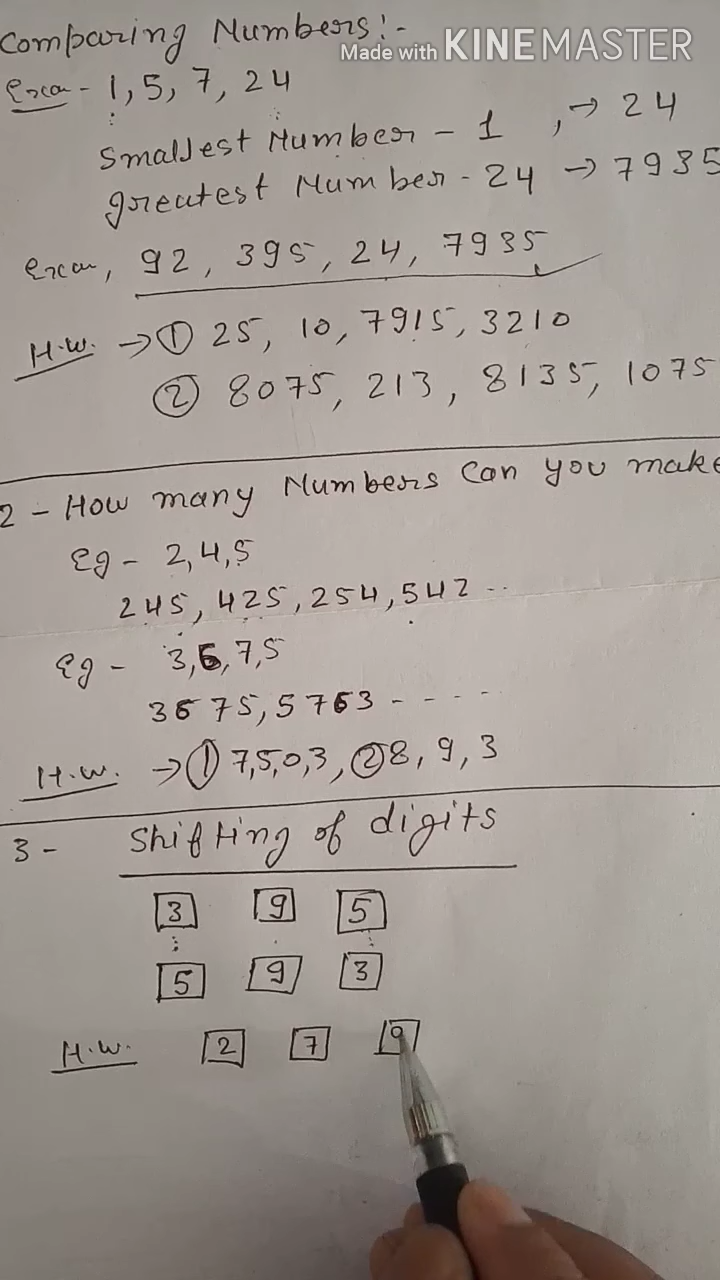 Comparing Numbers:-
Made with KINEMASTER
Exa - 1, 5, 7, 24
Smallest Number - 1 , → 24
greatest Number - 24 → 7935
Exam, 92, 395, 24, 7935
H.W. → ① 25, 10, 7915, 3210
② 8075, 213, 8135, 1075
2 - How many Numbers Can you make
Eg - 2, 4, 5
245, 425, 254, 542 ..
Eg - 3, 6, 7, 5
3675, 5763 - - - -
H.W. → ① 7,5,0,3, ② 8, 9, 3
3 - Shifting of digits
3 9 5
5 9 3
H.W. 2 7